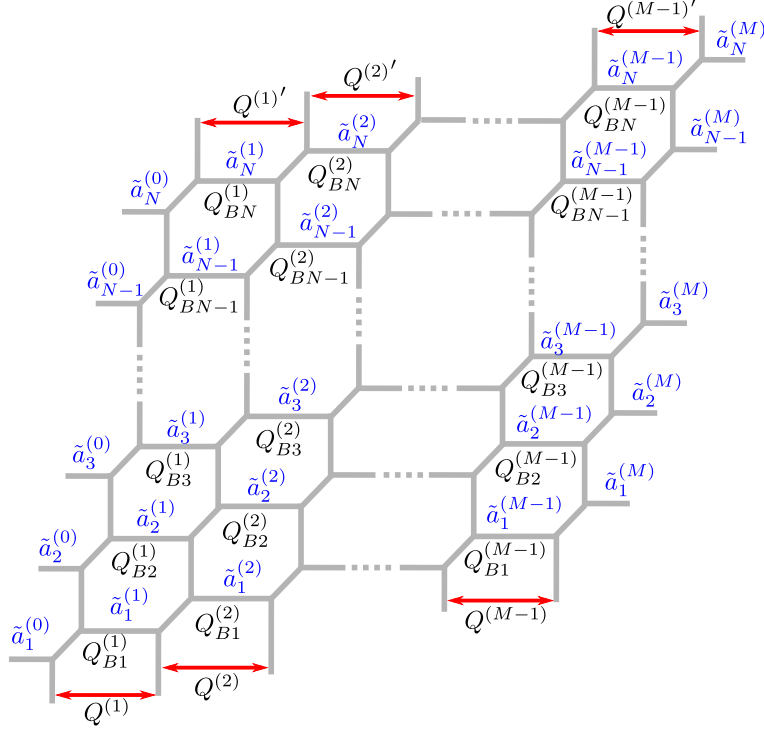 Q^{(M-1)'} ã_N^{(M)}
Q^{(1)'} Q^{(2)'} ã_N^{(M-1)}
ã_N^{(1)} ã_N^{(2)} Q_{BN}^{(M-1)} ã_{N-1}^{(M)}
ã_N^{(0)} Q_{BN}^{(1)} Q_{BN}^{(2)} ã_{N-1}^{(M-1)}
ã_{N-1}^{(2)} Q_{BN-1}^{(M-1)}
ã_{N-1}^{(0)} ã_{N-1}^{(1)} Q_{BN-1}^{(2)}
Q_{BN-1}^{(1)} ã_3^{(M)}
ã_3^{(M-1)}
ã_3^{(2)} Q_{B3}^{(M-1)} ã_2^{(M)}
ã_3^{(1)} Q_{B3}^{(2)} ã_2^{(M-1)}
ã_3^{(0)} Q_{B3}^{(1)} ã_2^{(2)} Q_{B2}^{(M-1)} ã_1^{(M)}
ã_2^{(1)} Q_{B2}^{(2)} ã_1^{(M-1)}
ã_2^{(0)} Q_{B2}^{(1)} ã_1^{(2)} Q_{B1}^{(M-1)}
ã_1^{(0)} ã_1^{(1)} Q_{B1}^{(2)} Q^{(M-1)}
Q_{B1}^{(1)} Q^{(2)}
Q^{(1)}